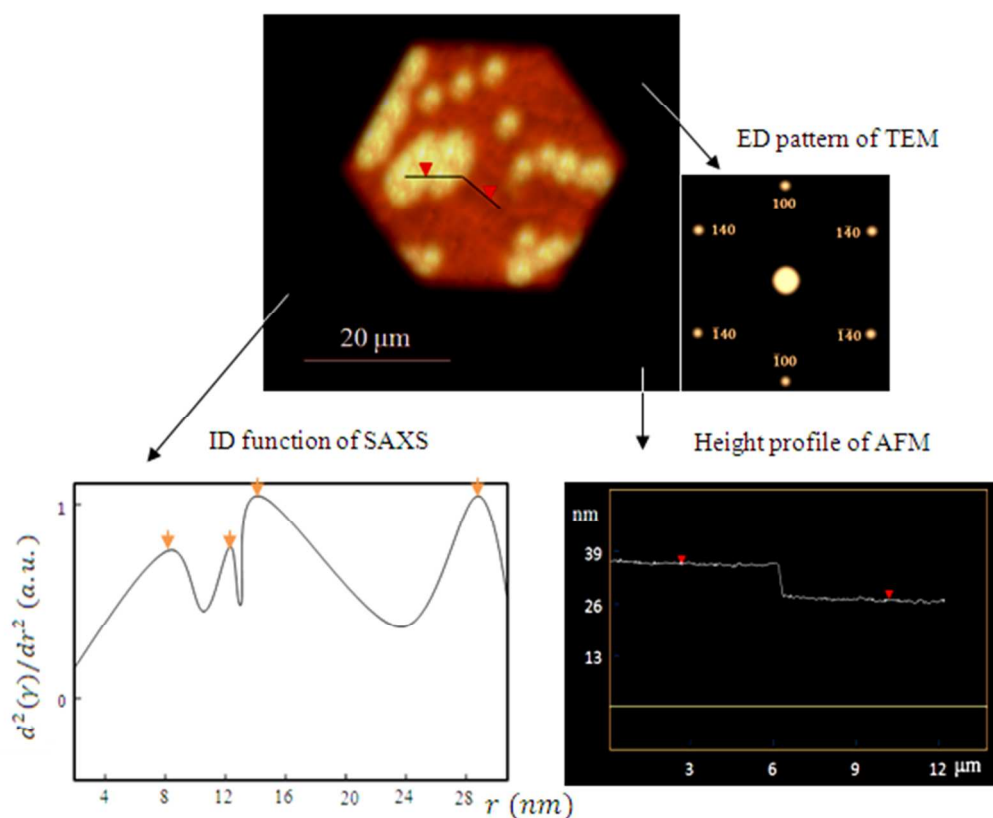 20 μm
ED pattern of TEM
100
140
1̄4̄0
1̄40
1̄4̄0
1̄00
ID function of SAXS
Height profile of AFM
d²(γ)/dr² (a.u.)
1
0
4 8 12 16 20 24 28
r (nm)
nm
39
26
13
3 6 9 12 μm